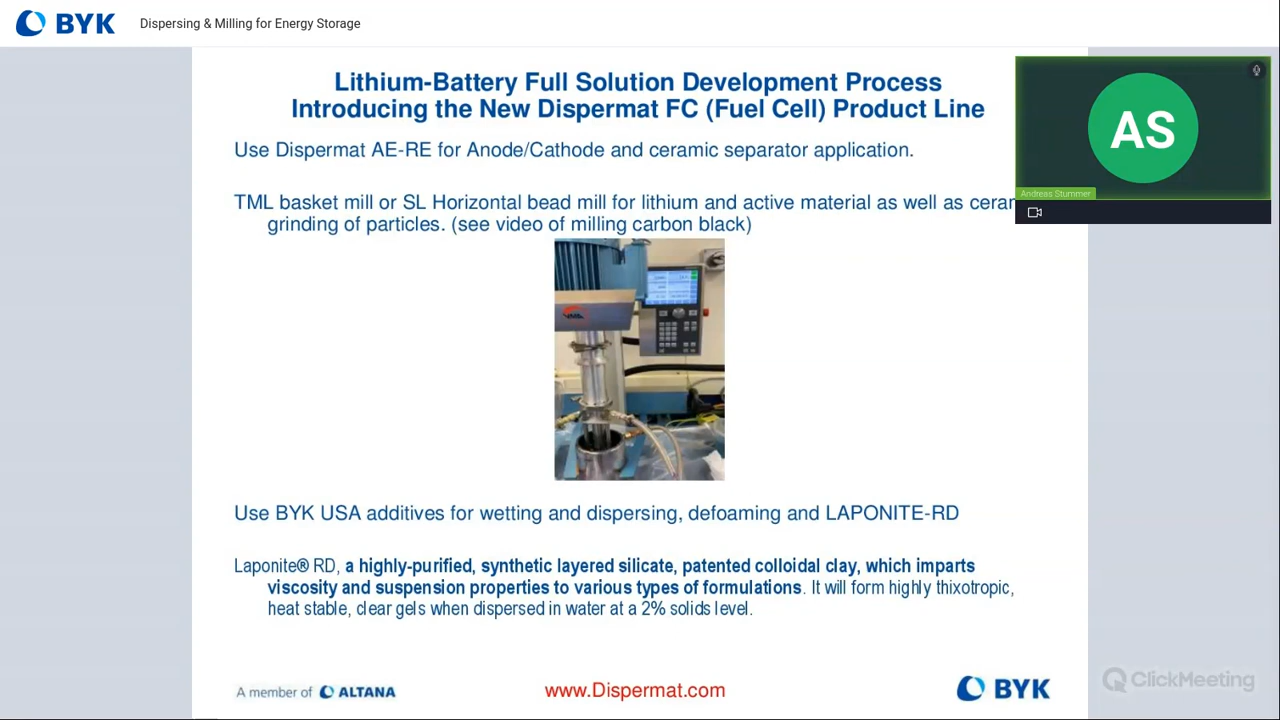 BYK
Dispersing & Milling for Energy Storage
Lithium-Battery Full Solution Development Process
Introducing the New Dispermat FC (Fuel Cell) Product Line
AS
Andreas Stummer
Use Dispermat AE-RE for Anode/Cathode and ceramic separator application.
TML basket mill or SL Horizontal bead mill for lithium and active material as well as
grinding of particles. (see video of milling carbon black)
VMA
Use BYK USA additives for wetting and dispersing, defoaming and LAPONITE-RD
Laponite® RD, a highly-purified, synthetic layered silicate, patented colloidal clay, which imparts
viscosity and suspension properties to various types of formulations. It will form highly thixotropic,
heat stable, clear gels when dispersed in water at a 2% solids level.
A member of ALTANA
www.Dispermat.com
BYK
ClickMeeting